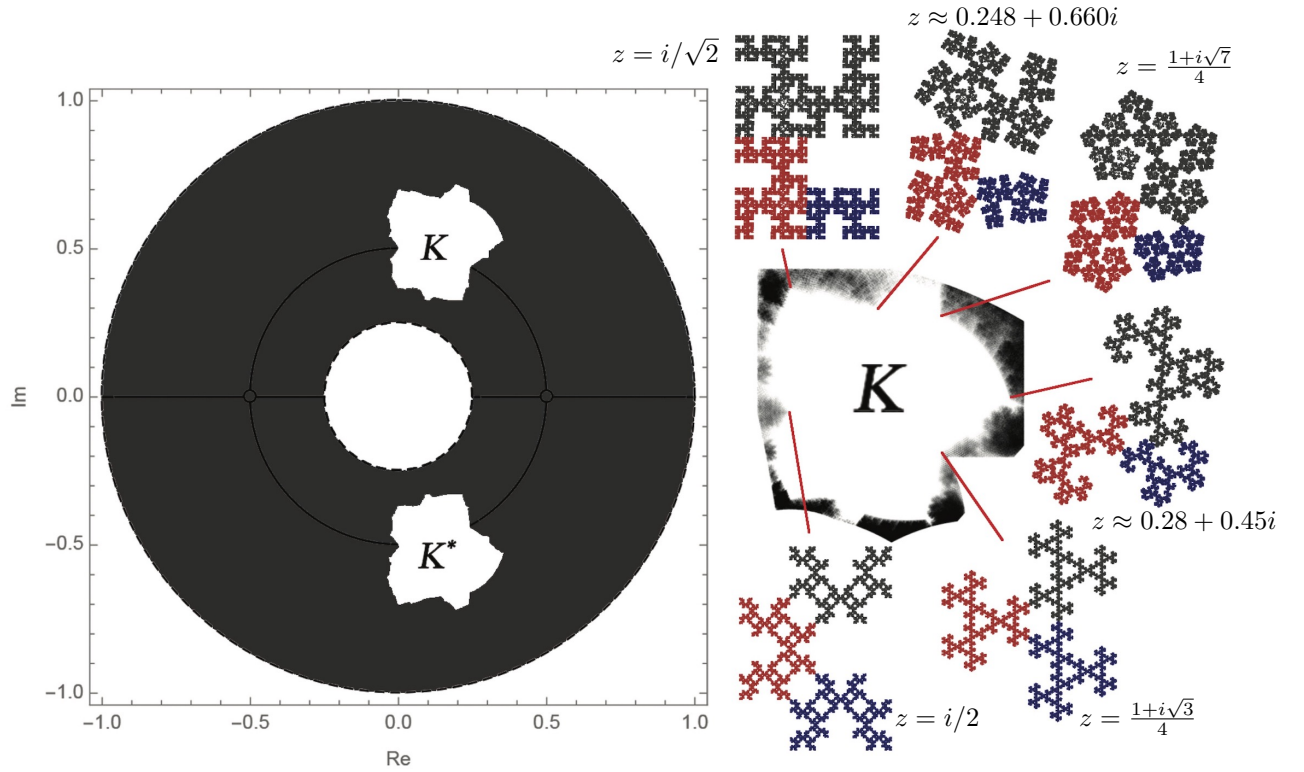 z = i/√2
z ≈ 0.248 + 0.660i
z = (1+i√7)/4
1.0
0.5
0.0
−0.5
−1.0
Im
K
K*
−1.0 −0.5 0.0 0.5 1.0
Re
K
z ≈ 0.28 + 0.45i
z = i/2
z = (1+i√3)/4